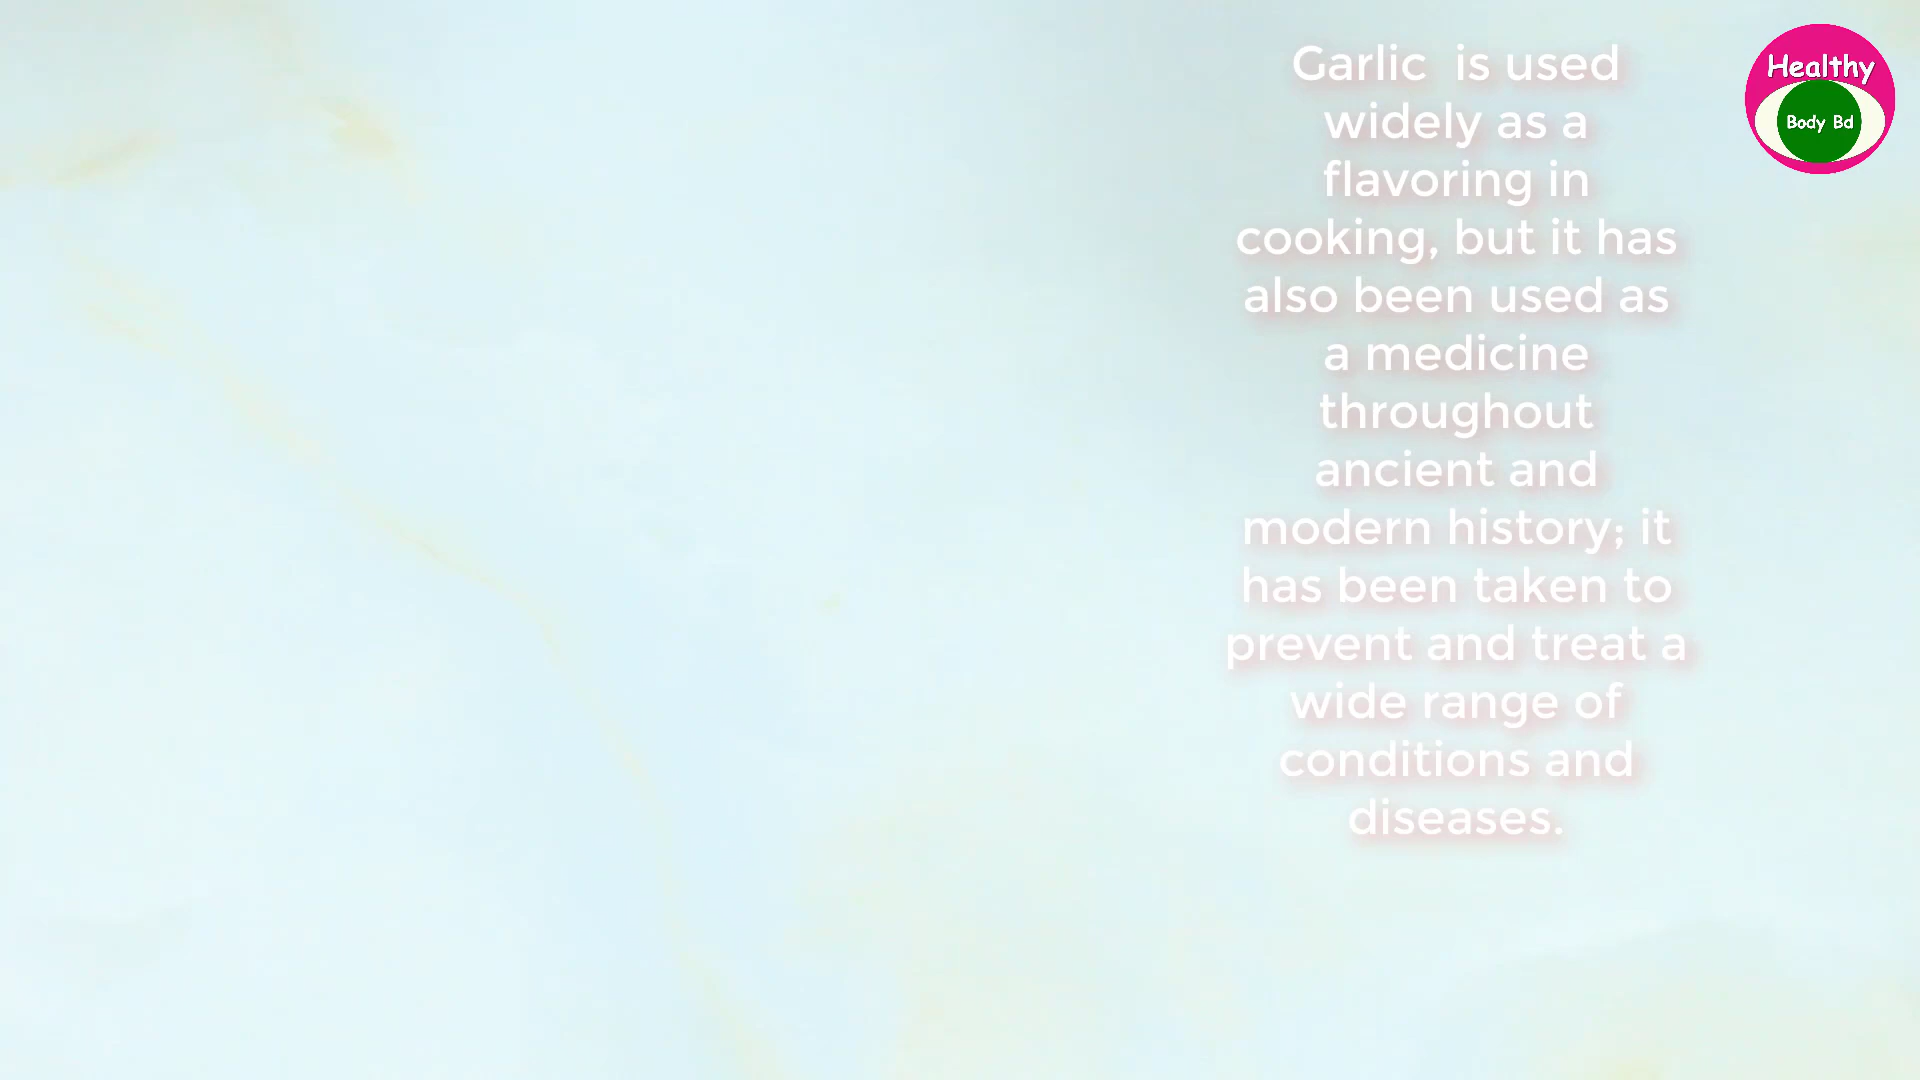 Garlic  is used
widely as a
flavoring in
cooking, but it has
also been used as
a medicine
throughout
ancient and
modern history; it
has been taken to
prevent and treat a
wide range of
conditions and
diseases.
Healthy
Body Bd